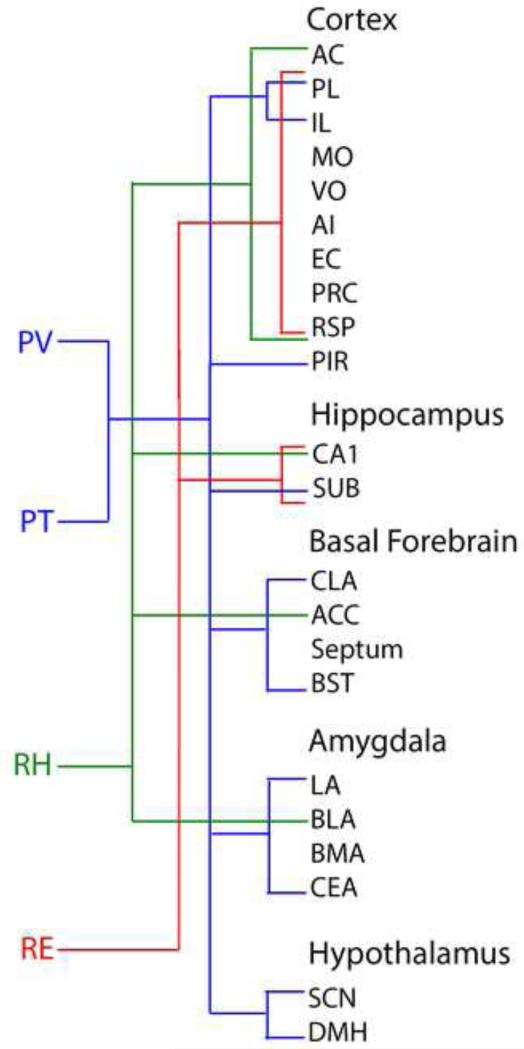 Cortex
AC
PL
IL
MO
VO
AI
EC
PRC
RSP
PIR
Hippocampus
CA1
SUB
Basal Forebrain
CLA
ACC
Septum
BST
Amygdala
LA
BLA
BMA
CEA
Hypothalamus
SCN
DMH
PV
PT
RH
RE